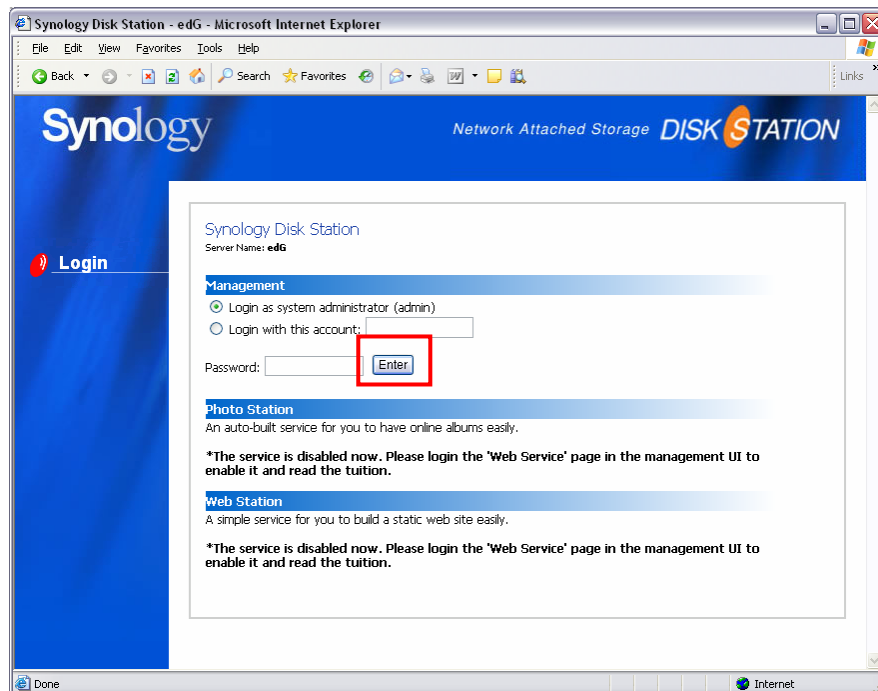 Synology Disk Station - edG - Microsoft Internet Explorer
File Edit View Favorites Tools Help
Back Search Favorites Links »
Synology
Network Attached Storage DISK STATION
Login
Synology Disk Station
Server Name: edG
Management
Login as system administrator (admin)
Login with this account:
Password: Enter
Photo Station
An auto-built service for you to have online albums easily.
*The service is disabled now. Please login the 'Web Service' page in the management UI to
enable it and read the tuition.
Web Station
A simple service for you to build a static web site easily.
*The service is disabled now. Please login the 'Web Service' page in the management UI to
enable it and read the tuition.
Done Internet